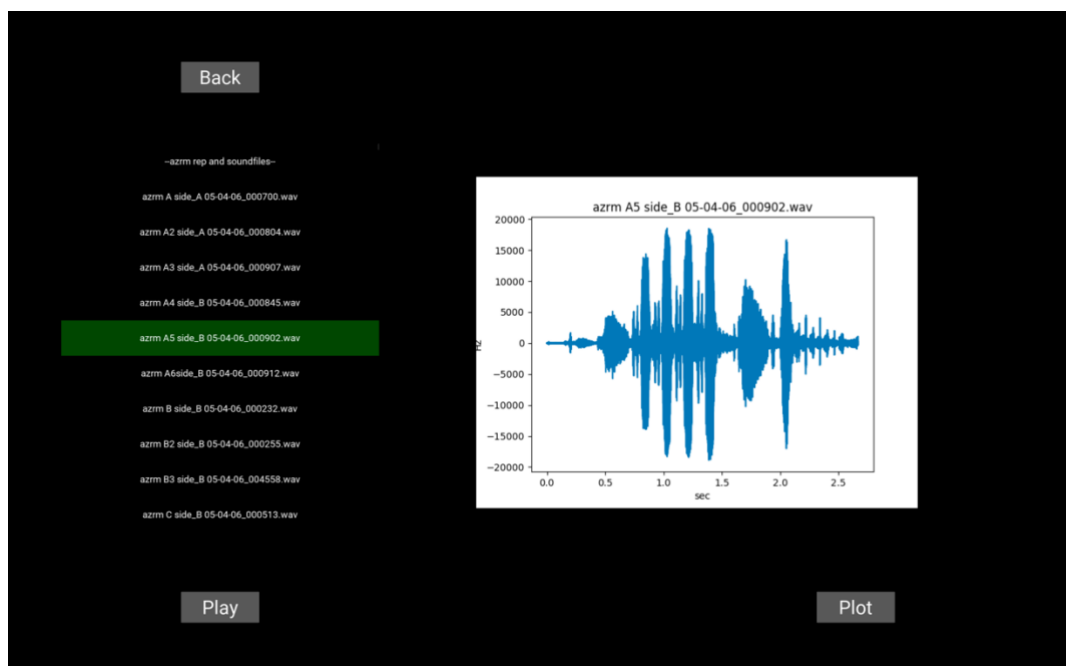 Back
--azrm rep and soundfiles--
azrm A side_A 05-04-06_000700.wav
azrm A2 side_A 05-04-06_000804.wav
azrm A3 side_A 05-04-06_000907.wav
azrm A4 side_B 05-04-06_000845.wav
azrm A5 side_B 05-04-06_000902.wav
azrm A6side_B 05-04-06_000912.wav
azrm B side_B 05-04-06_000232.wav
azrm B2 side_B 05-04-06_000255.wav
azrm B3 side_B 05-04-06_004558.wav
azrm C side_B 05-04-06_000513.wav
Play
azrm A5 side_B 05-04-06_000902.wav
20000
15000
10000
5000
0
−5000
−10000
−15000
−20000
Hz
0.0 0.5 1.0 1.5 2.0 2.5
sec
Plot